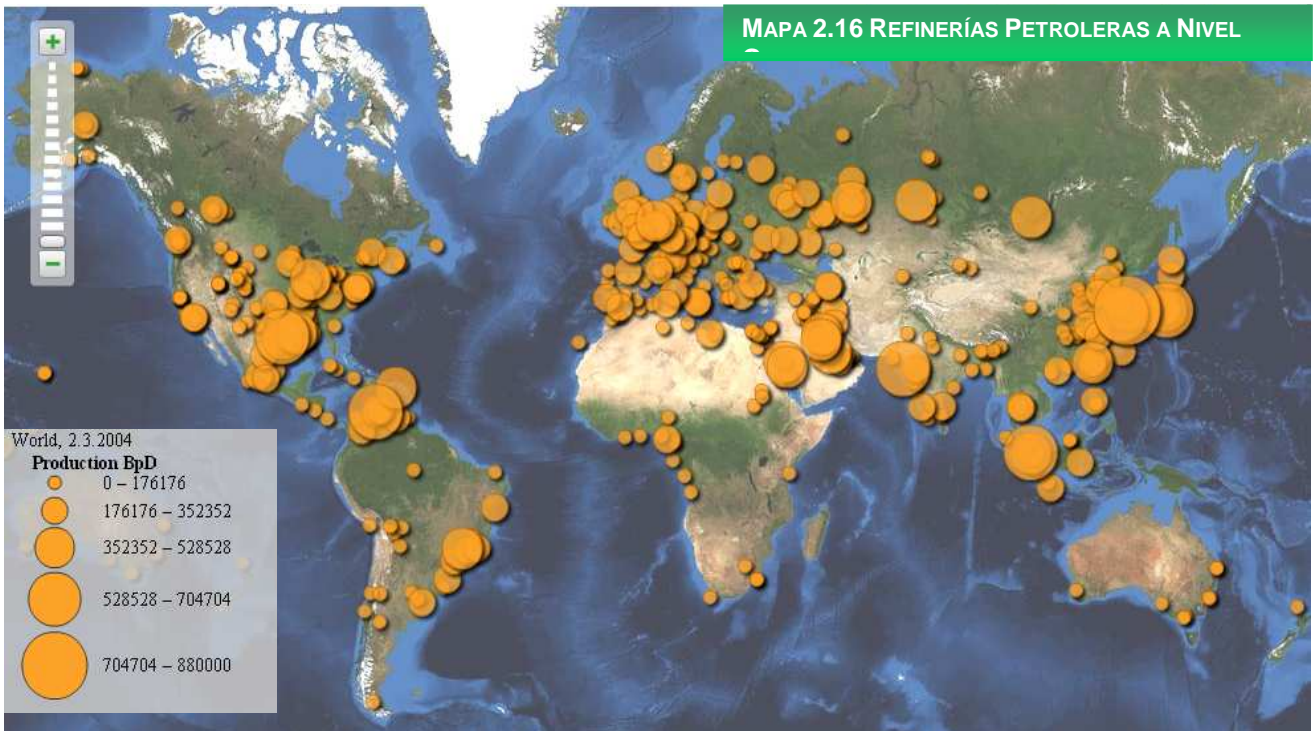 MAPA 2.16 REFINERÍAS PETROLERAS A NIVEL
+
−
World, 2.3.2004
Production BpD
0 – 176176
176176 – 352352
352352 – 528528
528528 – 704704
704704 – 880000